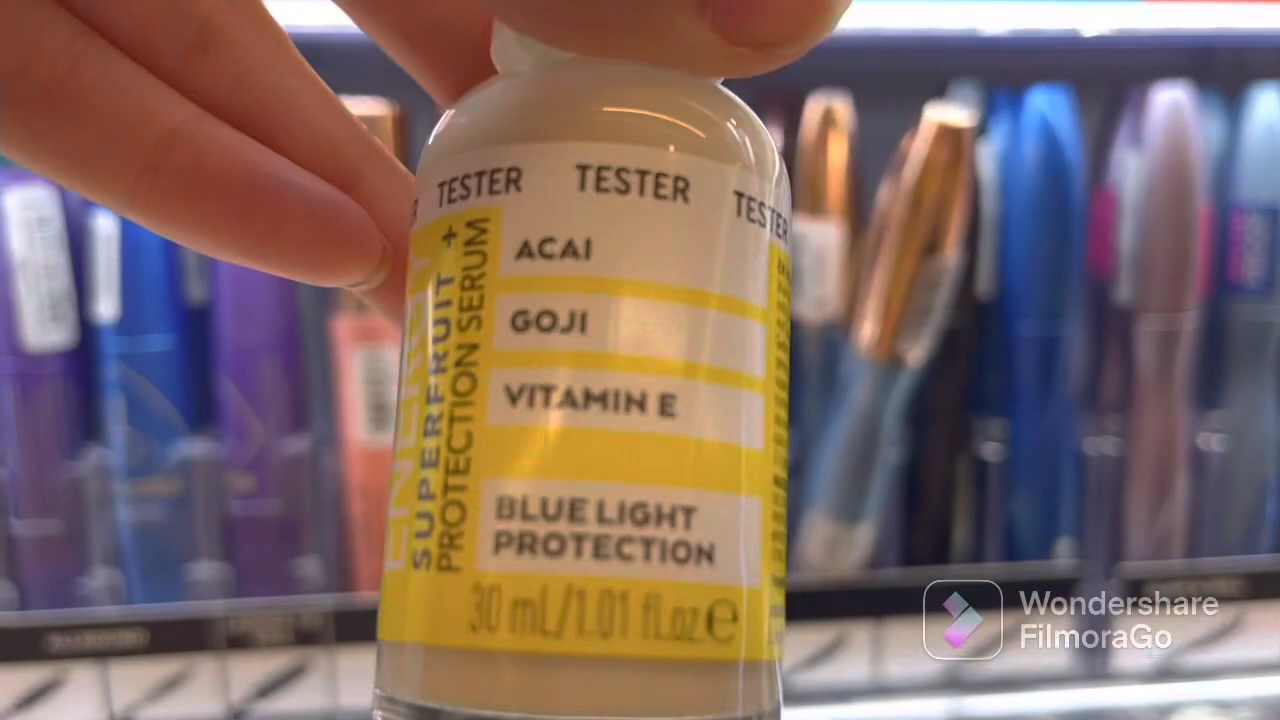 TESTER TESTER TESTER
ENERGY
SUPERFRUIT +
PROTECTION SERUM
ACAI
GOJI
VITAMIN E
BLUE LIGHT
PROTECTION
30 mL/1.01 fl.oz e
Wondershare
FilmoraGo